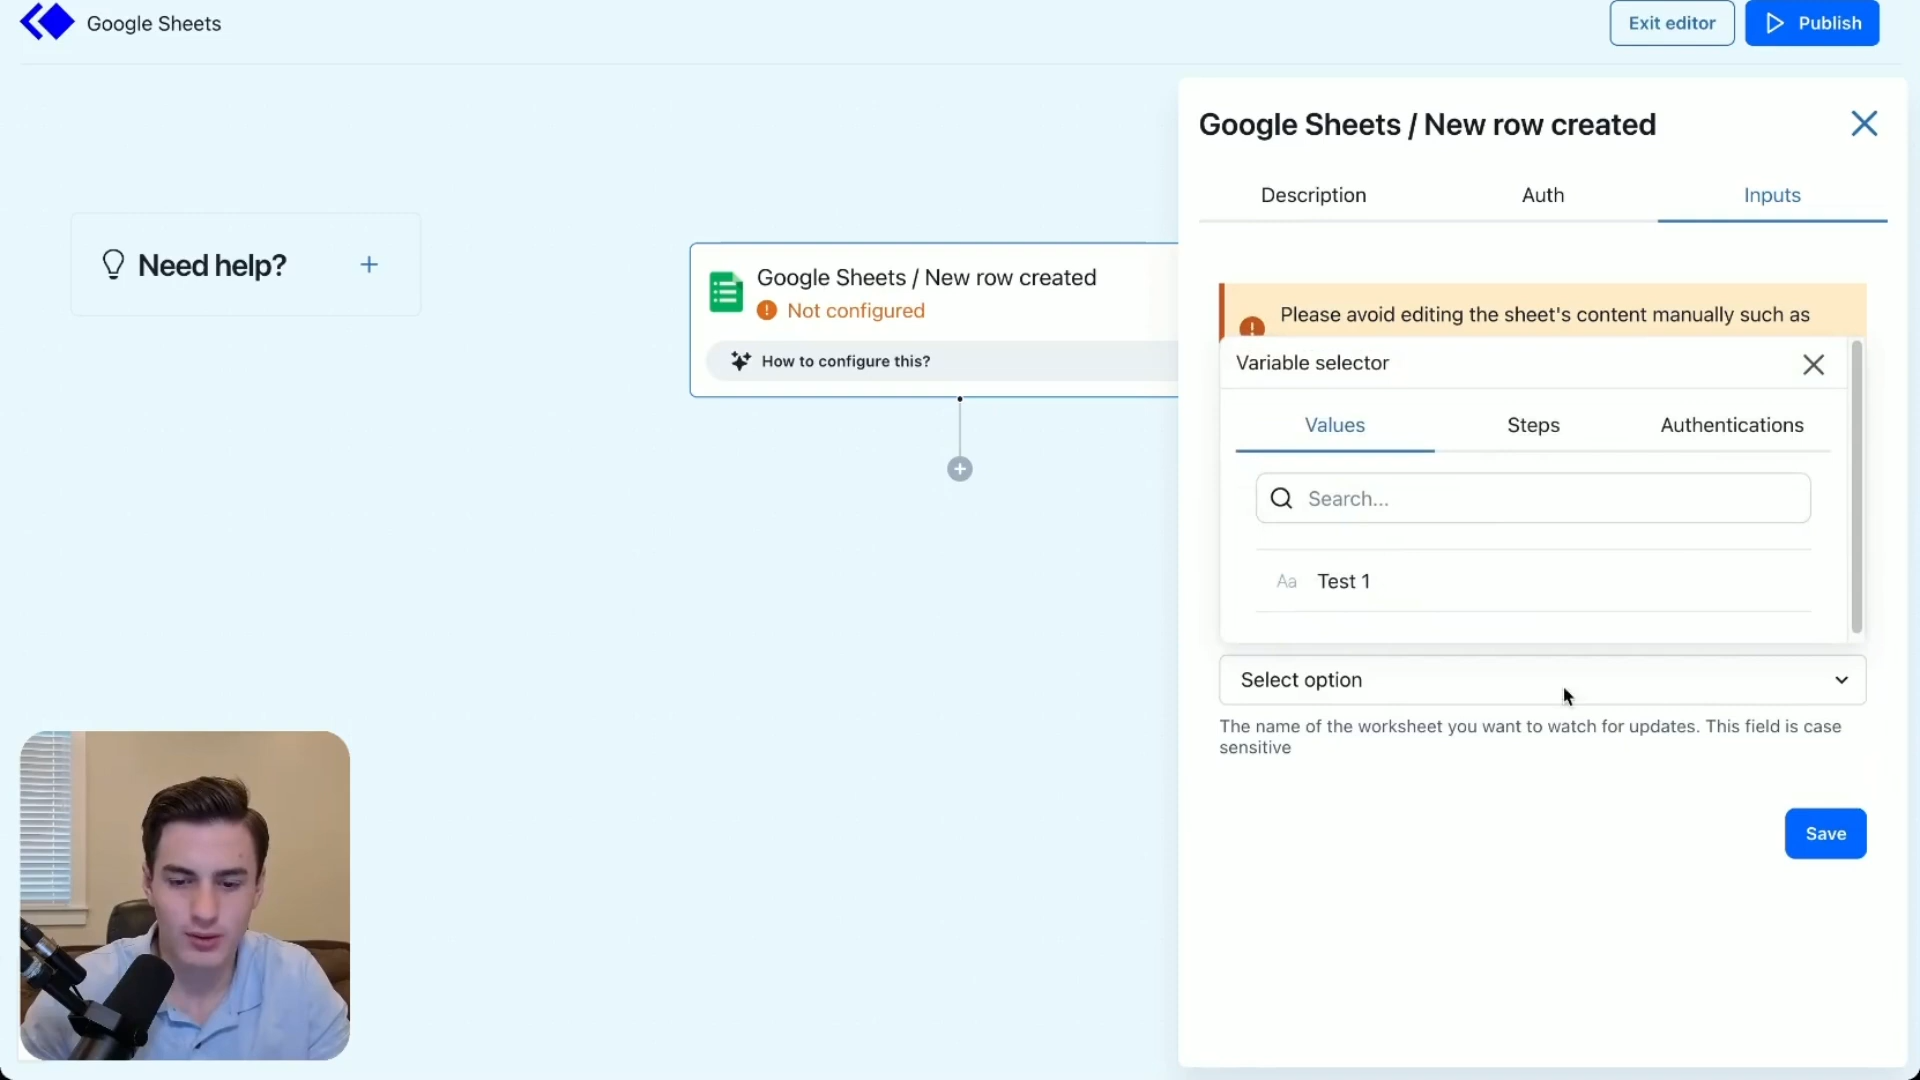 Google Sheets
Exit editor
Publish
Google Sheets / New row created
Description
Auth
Inputs
Need help?
Google Sheets / New row created
Not configured
How to configure this?
Please avoid editing the sheet's content manually such as
Variable selector
Values
Steps
Authentications
Search...
Aa Test 1
Select option
The name of the worksheet you want to watch for updates. This field is case
sensitive
Save